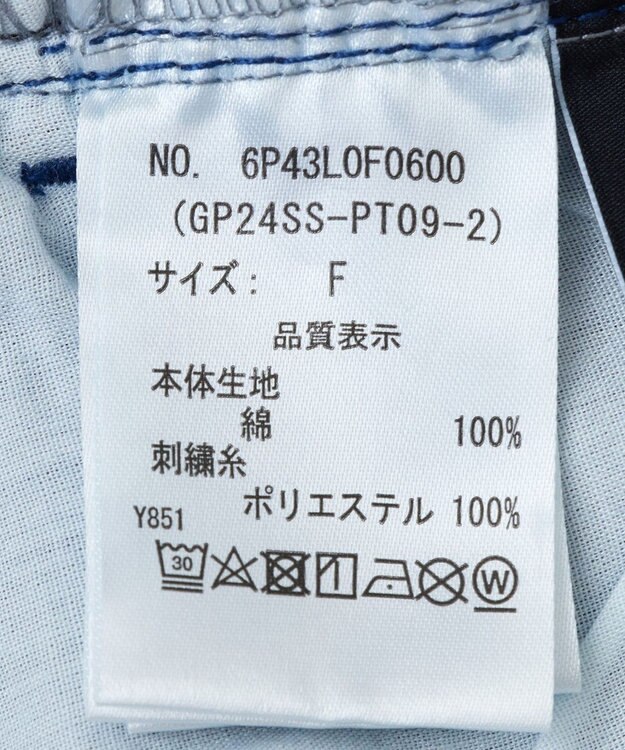 NO. 6P43L0F0600
(GP24SS-PT09-2)
サイズ: F
品質表示
本体生地
綿 100%
刺繍糸
ポリエステル 100%
Y851
30 W